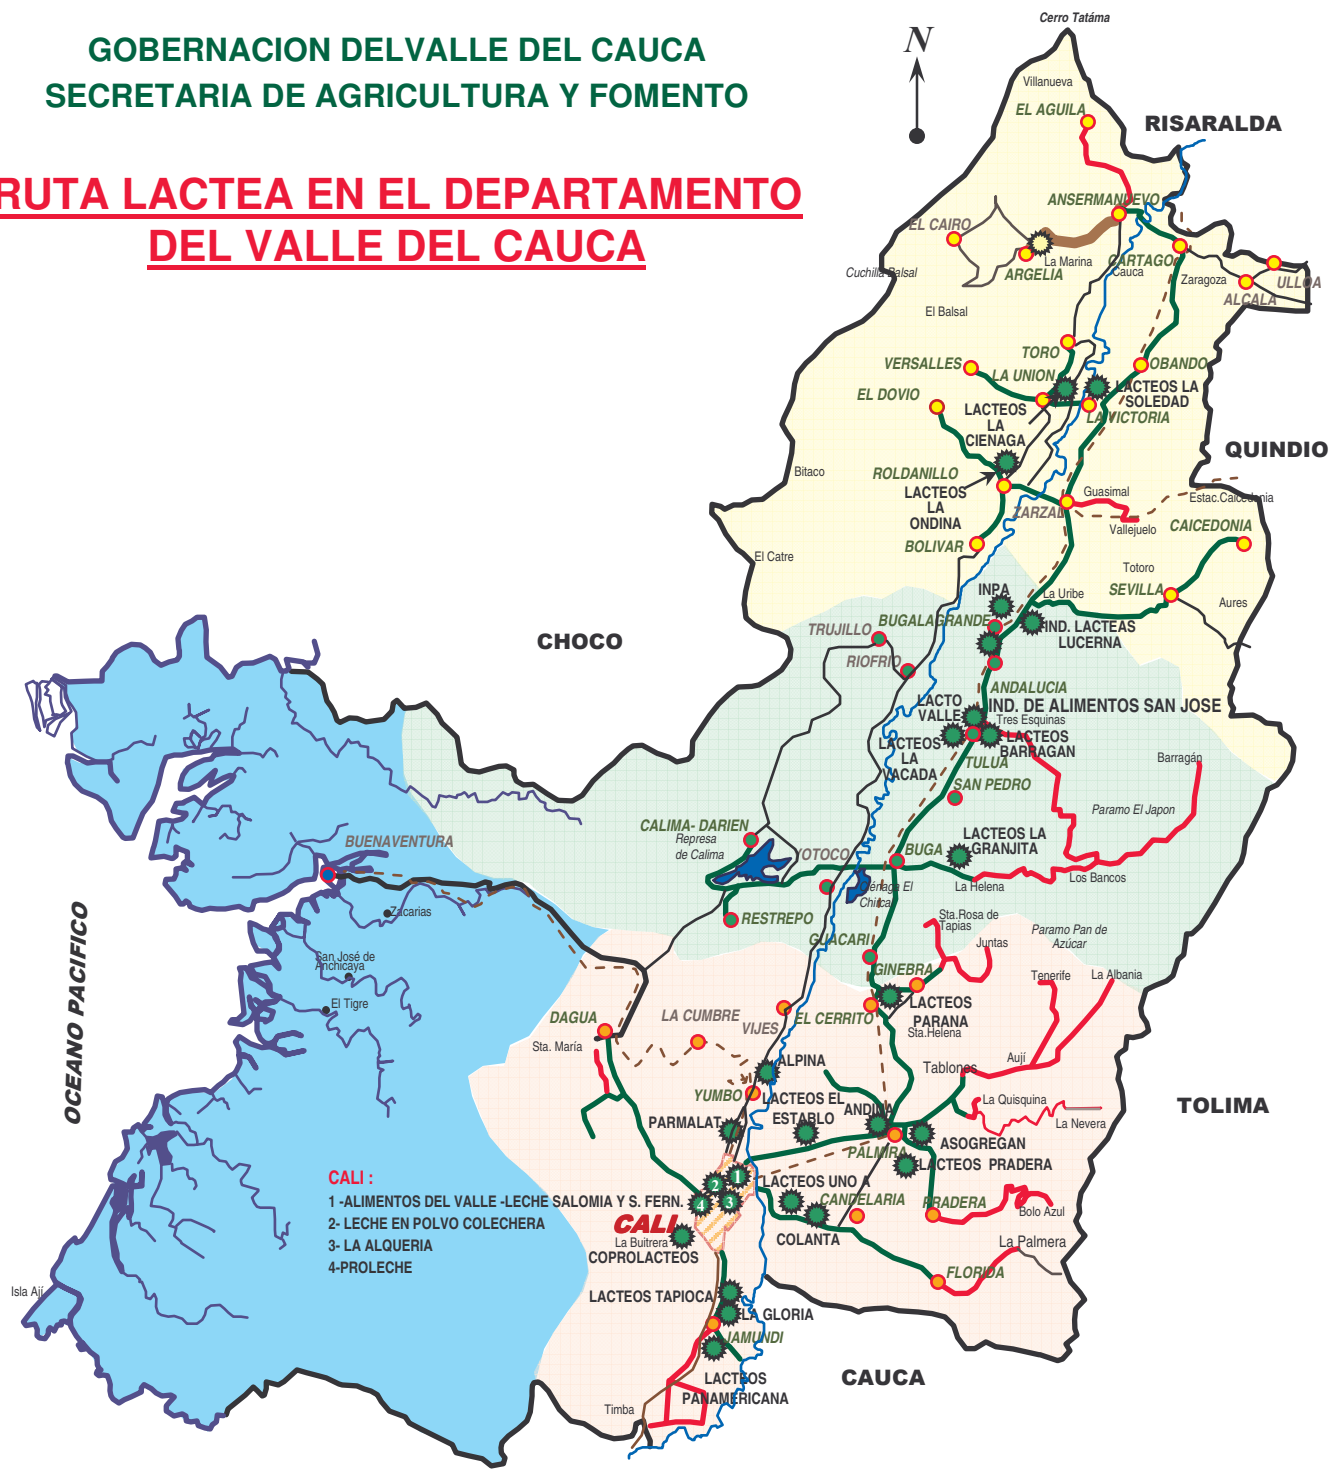 Cerro Tatáma
N
GOBERNACION DELVALLE DEL CAUCA
SECRETARIA DE AGRICULTURA Y FOMENTO
RUTA LACTEA EN EL DEPARTAMENTO
DEL VALLE DEL CAUCA
Villanueva
EL AGUILA
RISARALDA
ANSERMANUEVO
EL CAIRO
La Marina
ARGELIA
Cuchilla Balsal
Cauca
CARTAGO
Zaragoza
ULLOA
ALCALA
El Balsal
TORO
VERSALLES
LA UNION
OBANDO
EL DOVIO
LACTEOS LA
SOLEDAD
LACTEOS
LA
CIENAGA
LA VICTORIA
QUINDIO
Bitaco
ROLDANILLO
LACTEOS
LA
ONDINA
Guasimal
Estac.Caicedonia
ZARZAL
Vallejuelo
CAICEDONIA
BOLIVAR
El Catre
Totoro
INPA
La Uribe
SEVILLA
Aures
CHOCO
TRUJILLO
BUGALAGRANDE
IND. LACTEAS
LUCERNA
RIOFRIO
ANDALUCIA
LACTO
VALLE
IND. DE ALIMENTOS SAN JOSE
Tres Esquinas
LACTEOS
BARRAGAN
LACTEOS
LA
VACADA
TULUA
Barragán
SAN PEDRO
Paramo El Japon
CALIMA- DARIEN
Represa
de Calima
LACTEOS LA
GRANJITA
BUENAVENTURA
YOTOCO
BUGA
Los Bancos
La Helena
Ciénaga El
Chircal
Zacarias
RESTREPO
Sta.Rosa de
Tapias
Paramo Pan de
Azúcar
GUACARI
Juntas
OCEANO PACIFICO
San José de
Anchicaya
GINEBRA
Tenerife
La Albania
El Tigre
LACTEOS
PARANA
DAGUA
LA CUMBRE
VIJES
EL CERRITO
Sta.Helena
Sta. María
ALPINA
Aují
Tablones
YUMBO
LACTEOS EL
ESTABLO
ANDINA
La Quisquina
TOLIMA
PARMALAT
La Nevera
ASOGREGAN
PALMIRA
LACTEOS PRADERA
CALI :
1 -ALIMENTOS DEL VALLE -LECHE SALOMIA Y S. FERN.
2- LECHE EN POLVO COLECHERA
3- LA ALQUERIA
4-PROLECHE
1
2
3
4
LACTEOS UNO A
CANDELARIA
PRADERA
Bolo Azul
CALI
La Buitrera
COPROLACTEOS
COLANTA
La Palmera
FLORIDA
Isla Ají
LACTEOS TAPIOCA
LA GLORIA
JAMUNDI
LACTEOS
PANAMERICANA
CAUCA
Timba